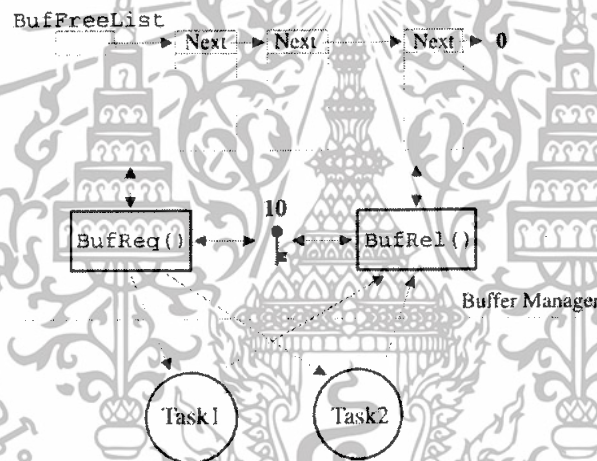 BufFreeList
Next Next Next 0
10
BufReq() BufRel()
Buffer Manager
Task1 Task2